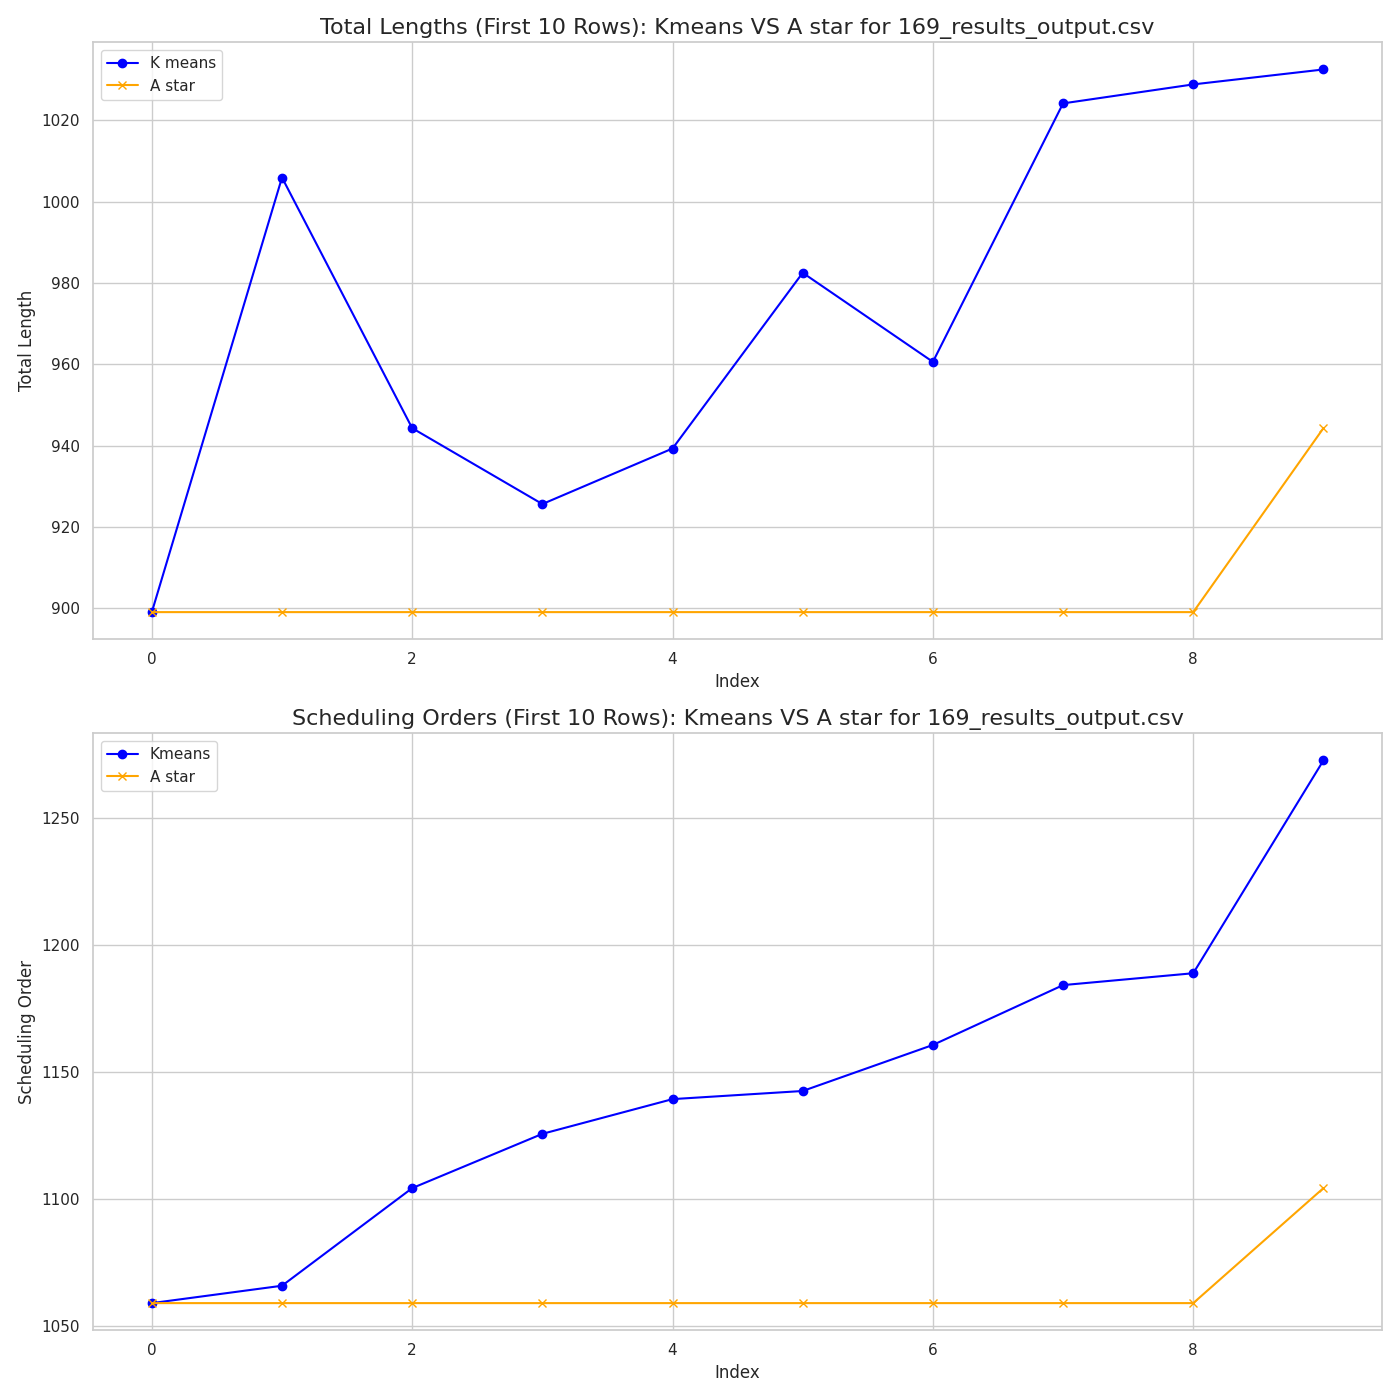 Total Lengths (First 10 Rows): Kmeans VS A star for 169_results_output.csv
K means
A star
1020
1000
980
960
940
920
900
Total Length
0 2 4 6 8
Index
Scheduling Orders (First 10 Rows): Kmeans VS A star for 169_results_output.csv
Kmeans
A star
1250
1200
1150
1100
1050
Scheduling Order
0 2 4 6 8
Index